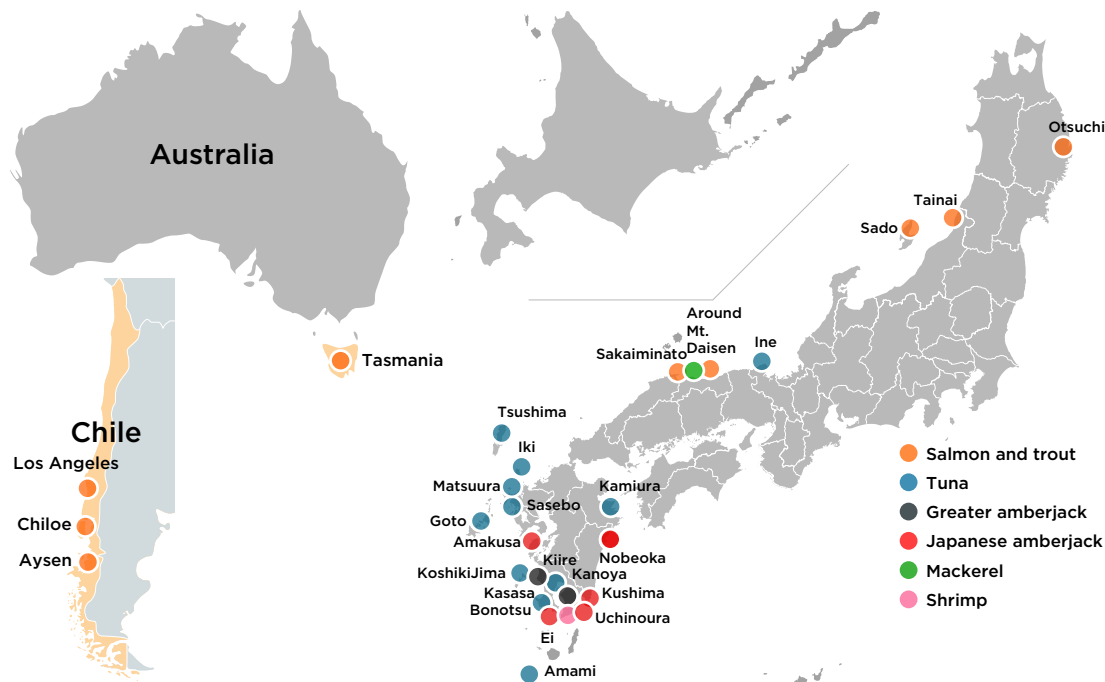 Australia
Tasmania
Chile
Los Angeles
Chiloe
Aysen
Otsuchi
Tainai
Sado
Around
Mt.
Daisen
Sakaiminato
Ine
Tsushima
Iki
Matsuura
Kamiura
Sasebo
Goto
Amakusa
Nobeoka
Kiire
KoshikiJima
Kanoya
Kasasa
Kushima
Bonotsu
Uchinoura
Ei
Amami
Salmon and trout
Tuna
Greater amberjack
Japanese amberjack
Mackerel
Shrimp